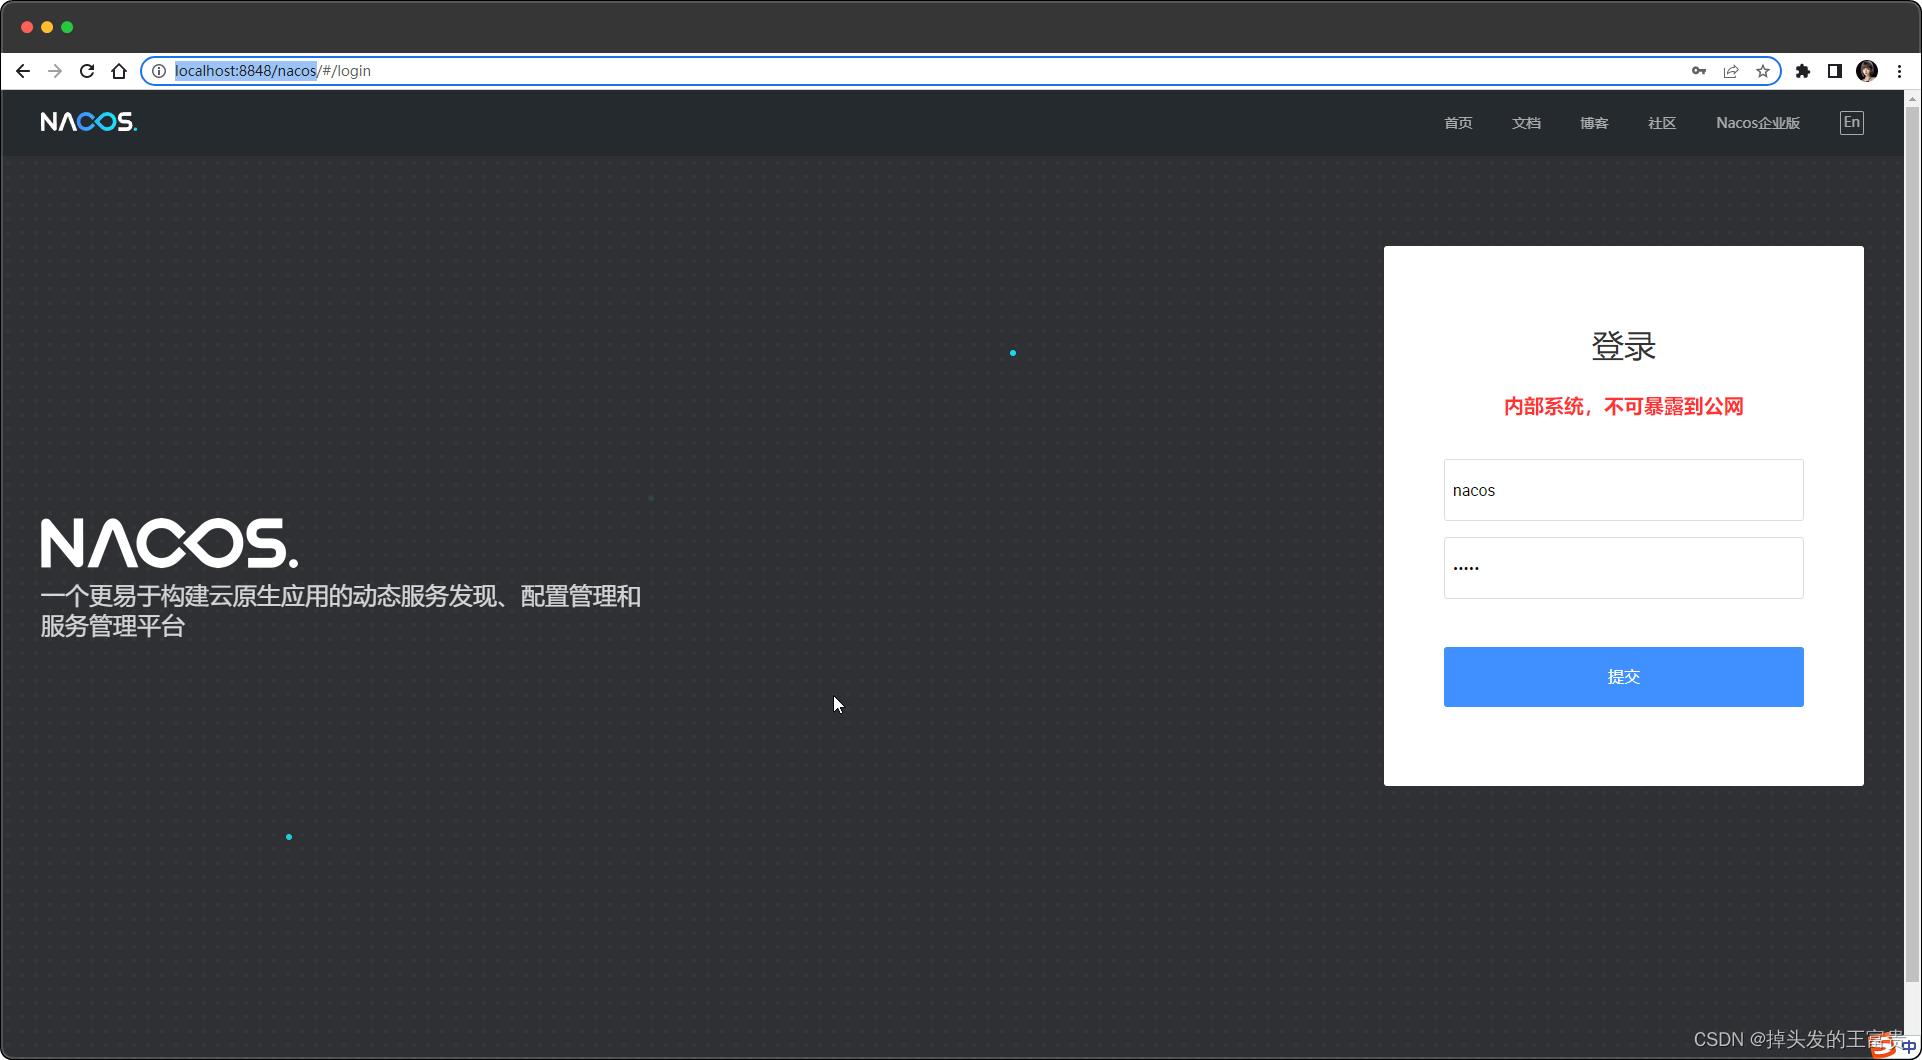 localhost:8848/nacos/#/login
NACOS.
首页 文档 博客 社区 Nacos企业版 En
登录
内部系统，不可暴露到公网
nacos
•••••
提交
NACOS.
一个更易于构建云原生应用的动态服务发现、配置管理和
服务管理平台
CSDN @掉头发的王富贵
中